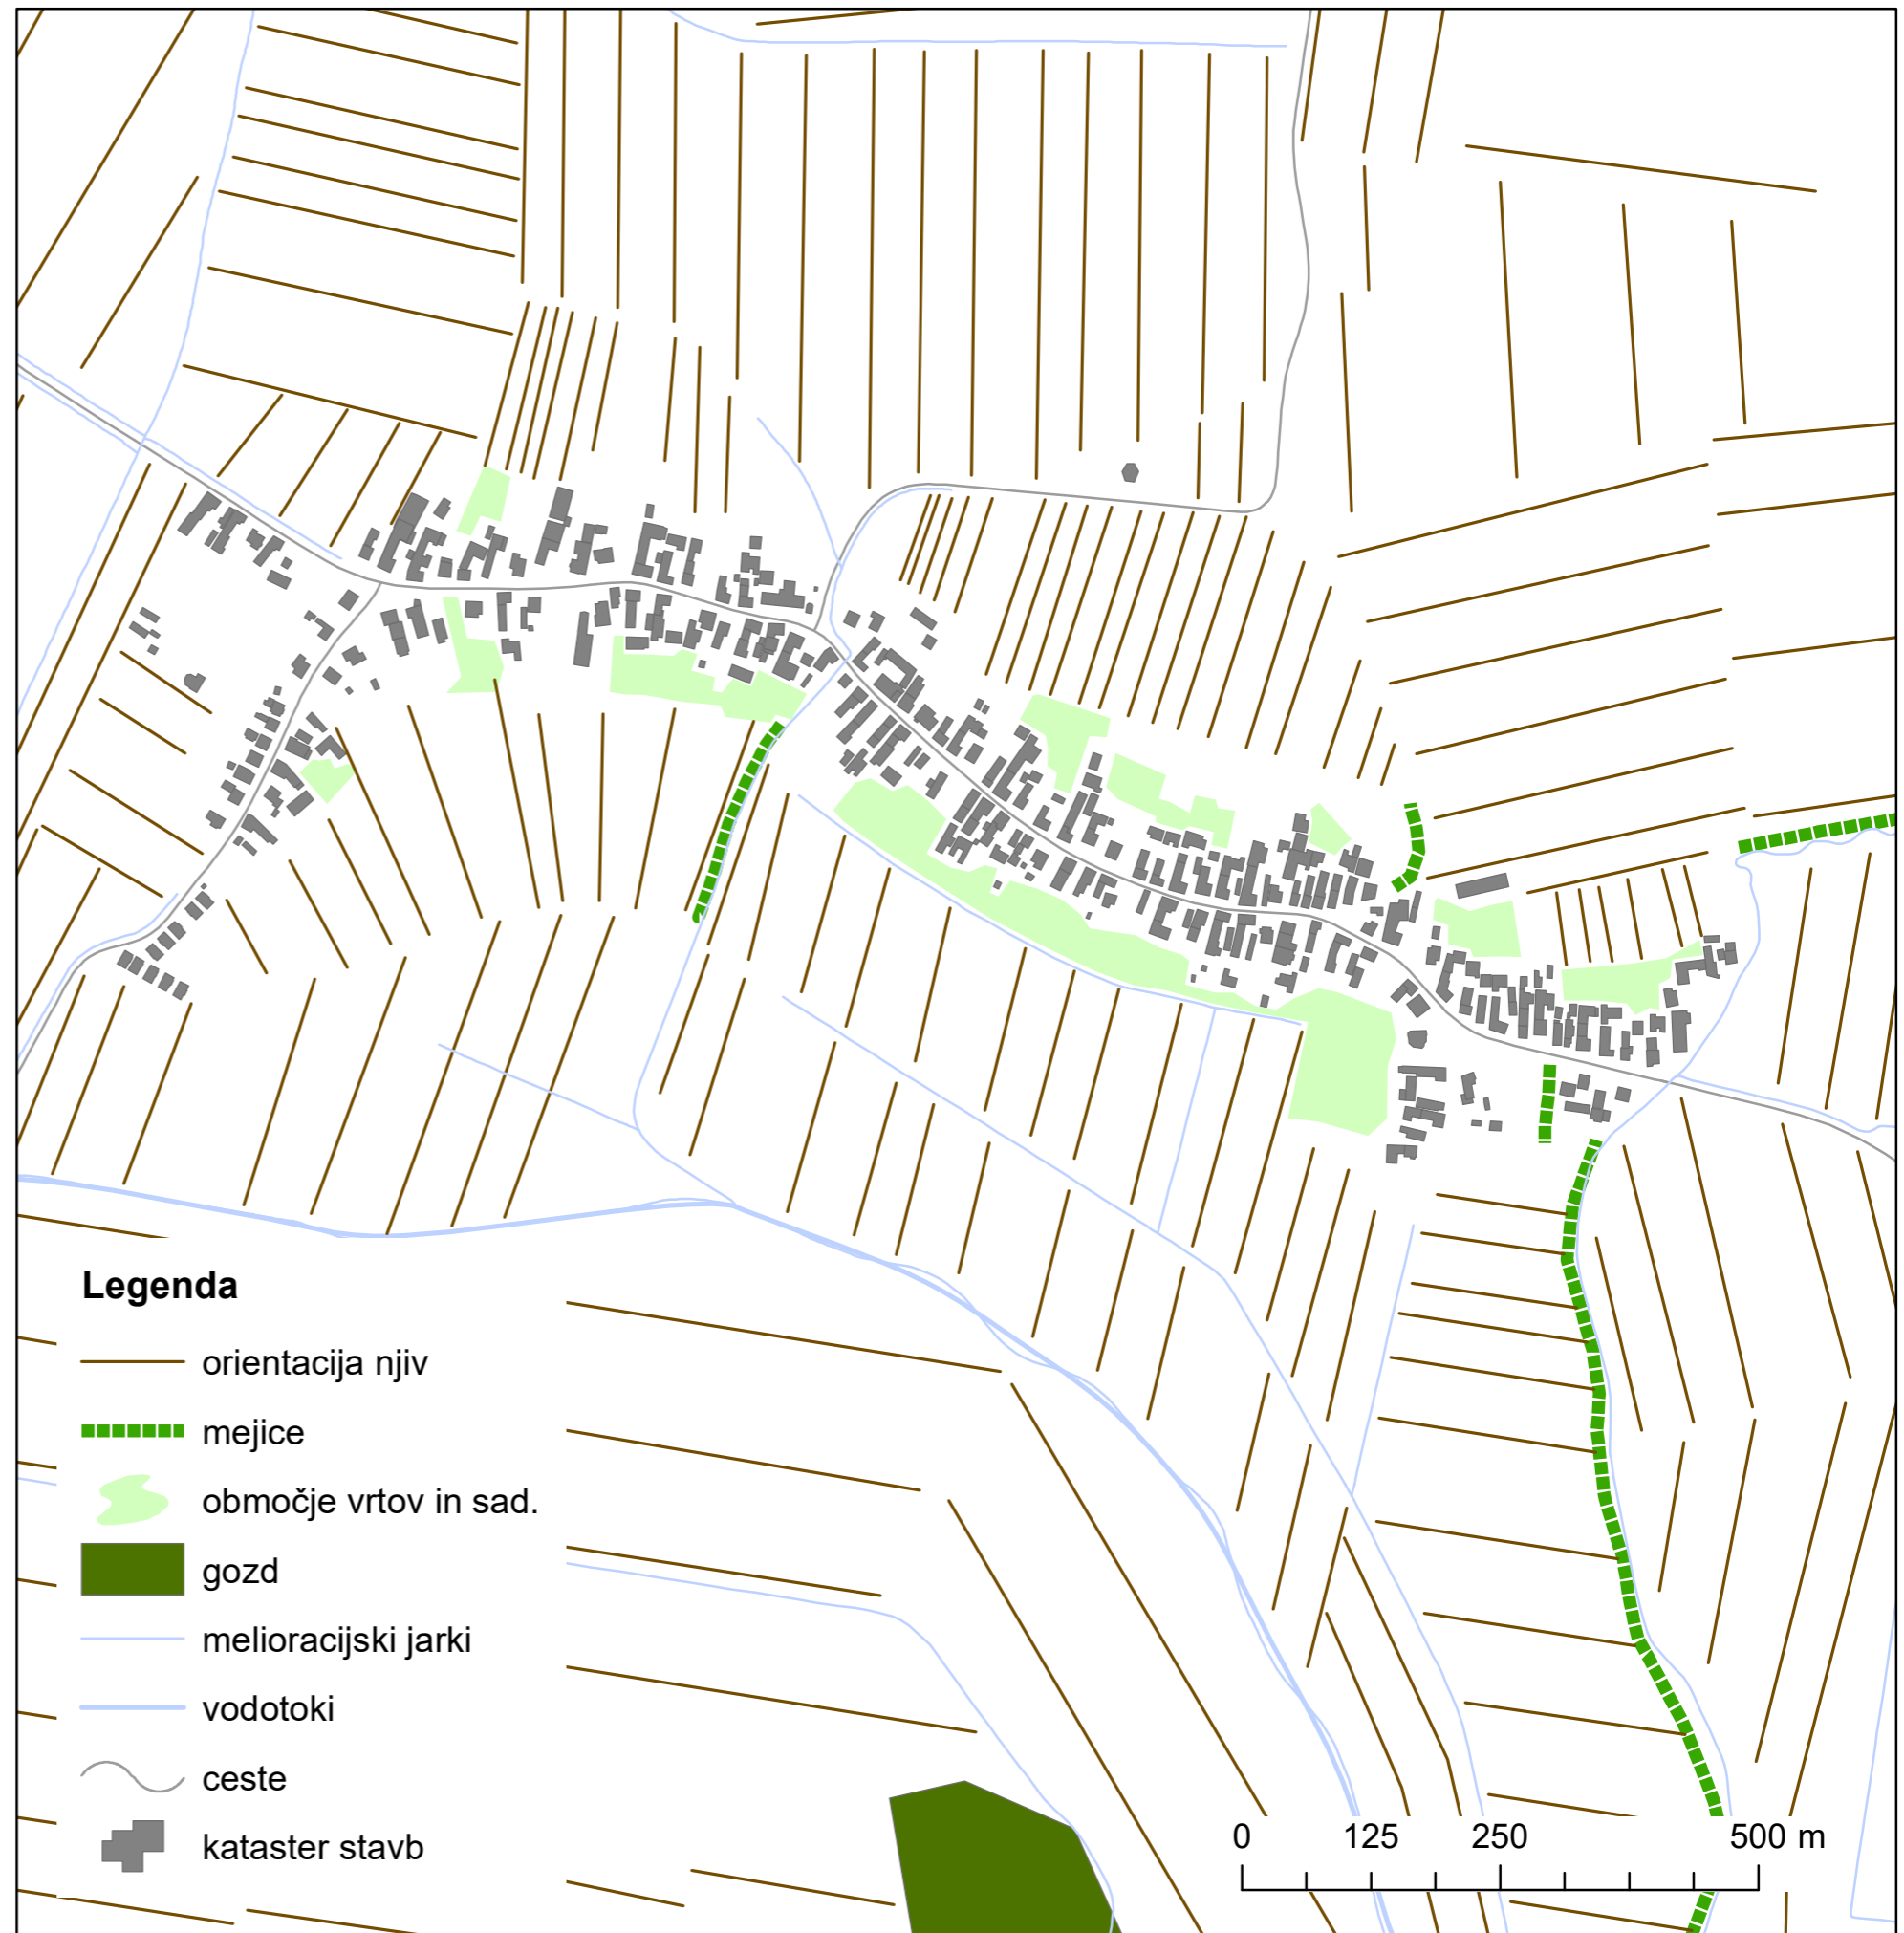 Legenda
orientacija njiv
mejice
območje vrtov in sad.
gozd
melioracijski jarki
vodotoki
ceste
kataster stavb
0 125 250 500 m